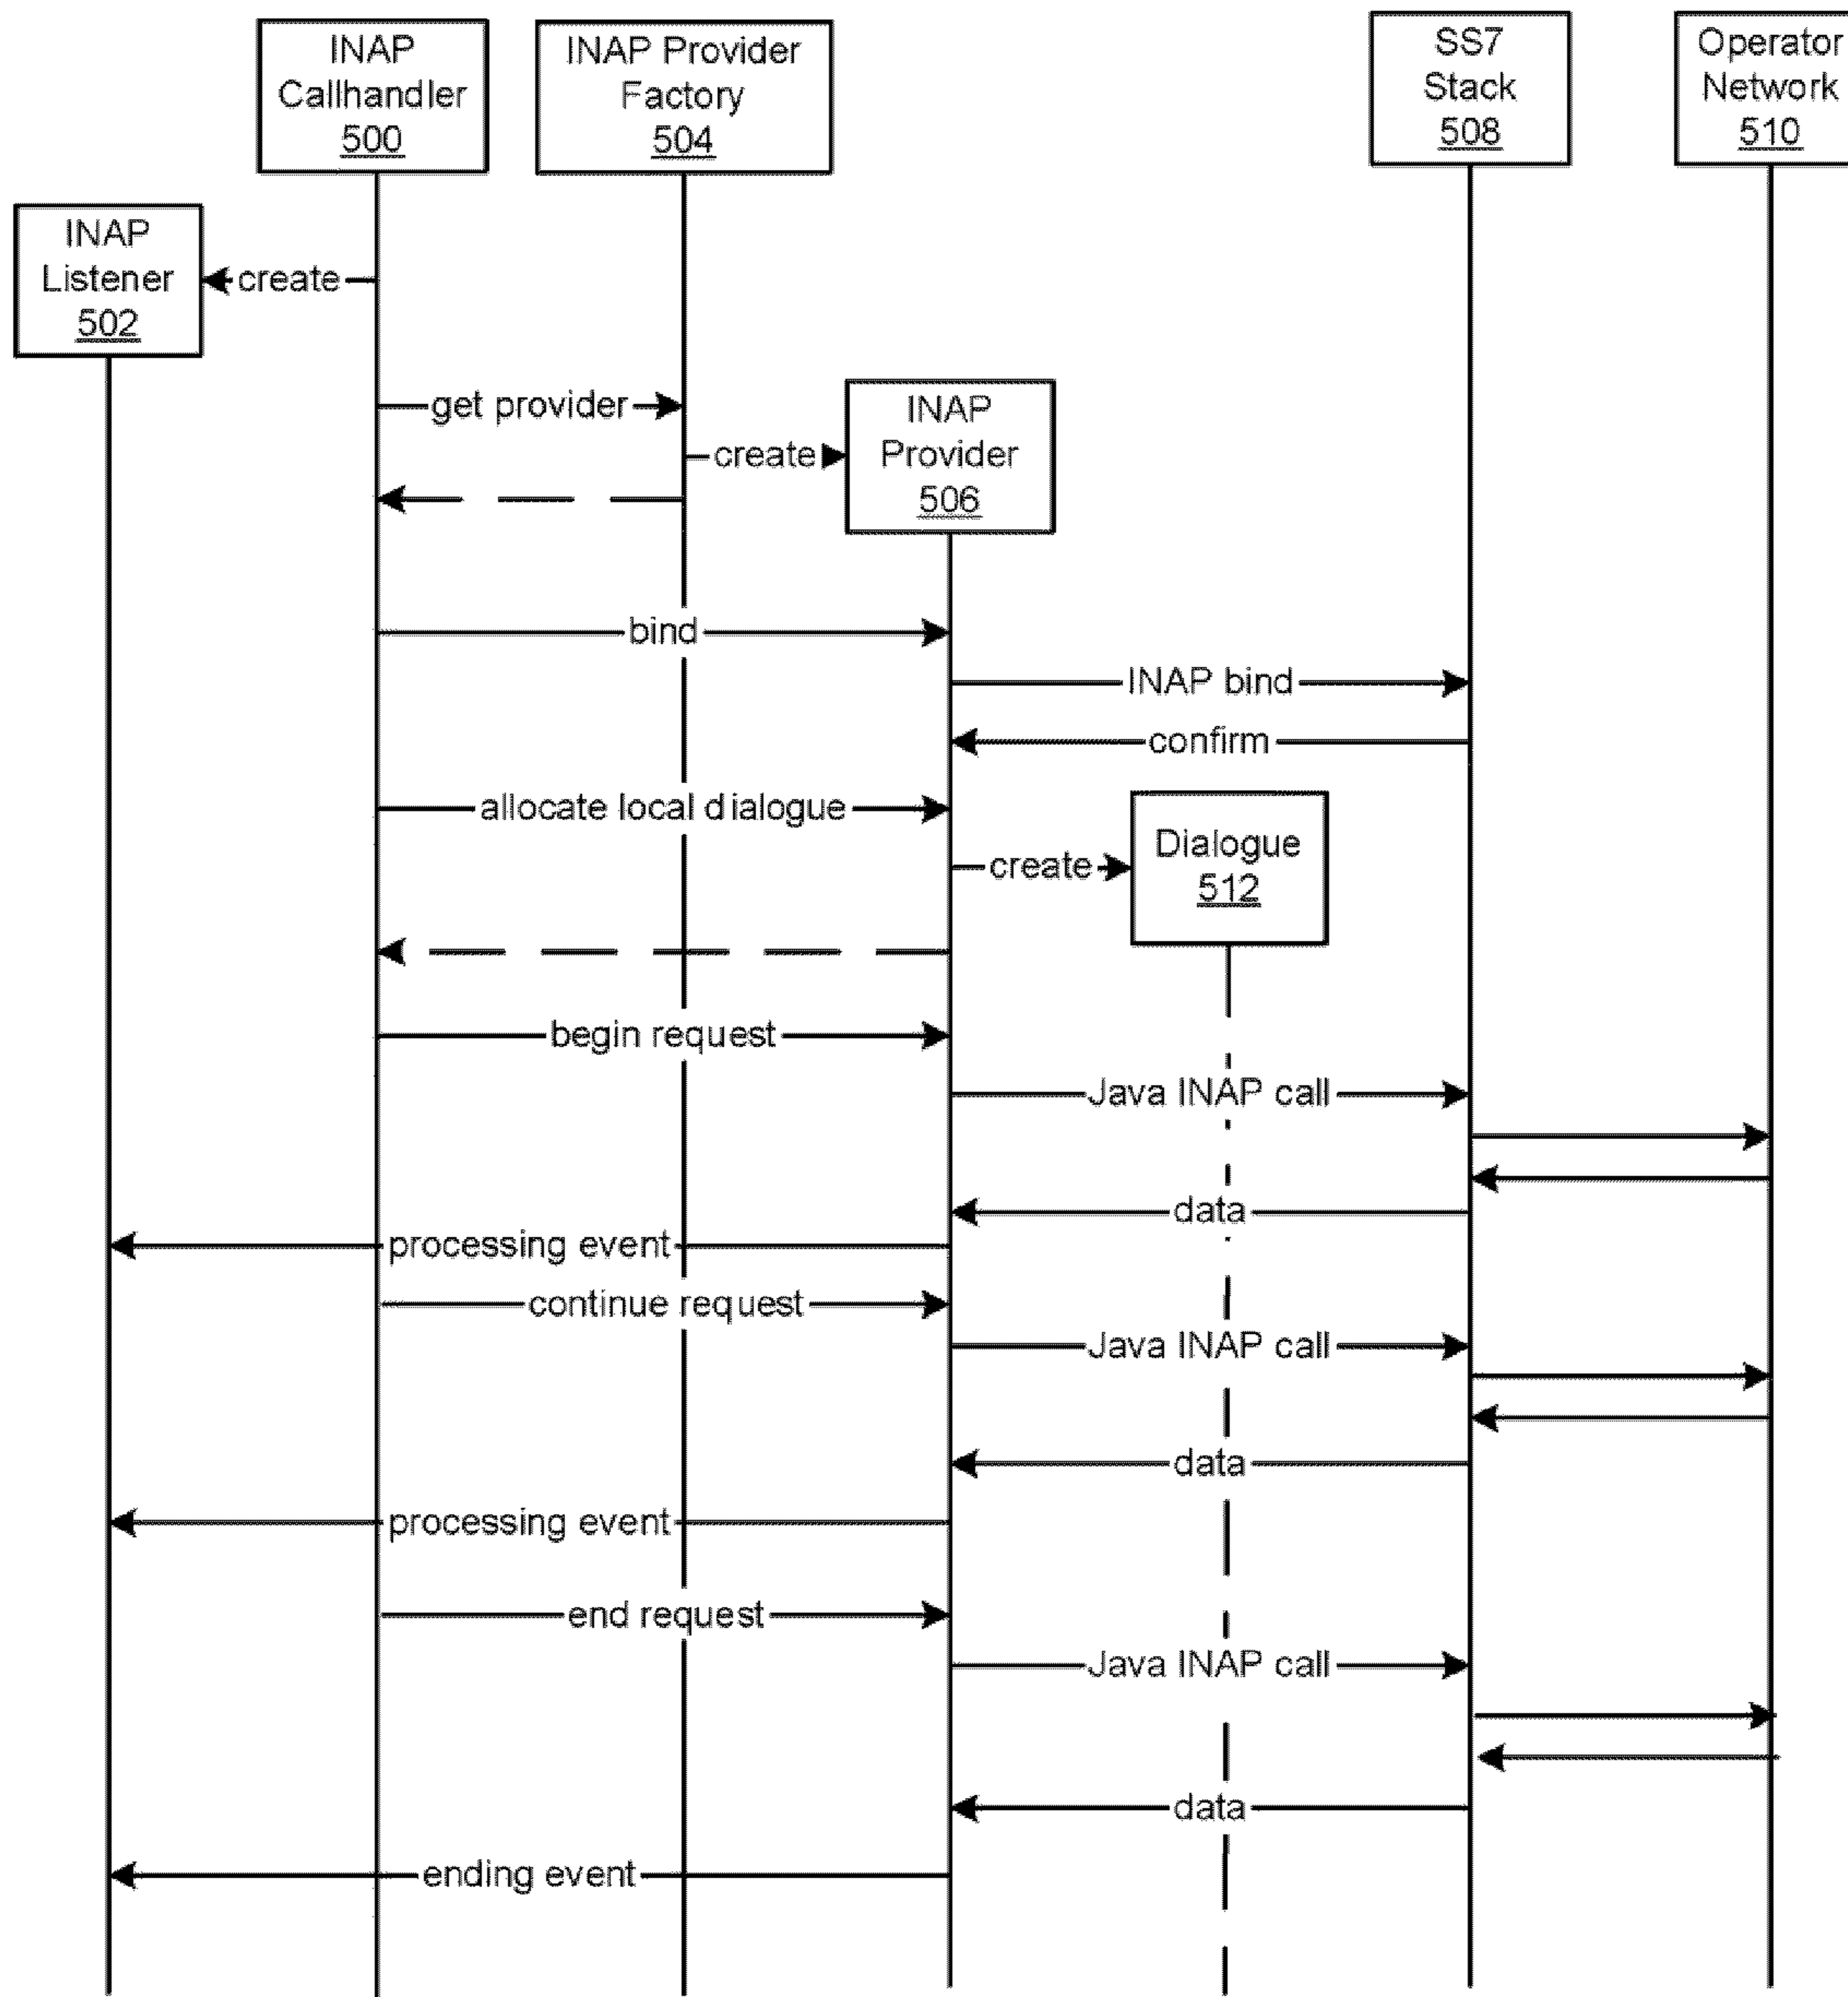 INAP
Callhandler
500
INAP Provider
Factory
504
SS7
Stack
508
Operator
Network
510
INAP
Listener
502
create
get provider
INAP
Provider
506
create
bind
INAP bind
confirm
allocate local dialogue
Dialogue
512
create
begin request
Java INAP call
data
processing event
continue request
Java INAP call
data
processing event
end request
Java INAP call
data
ending event